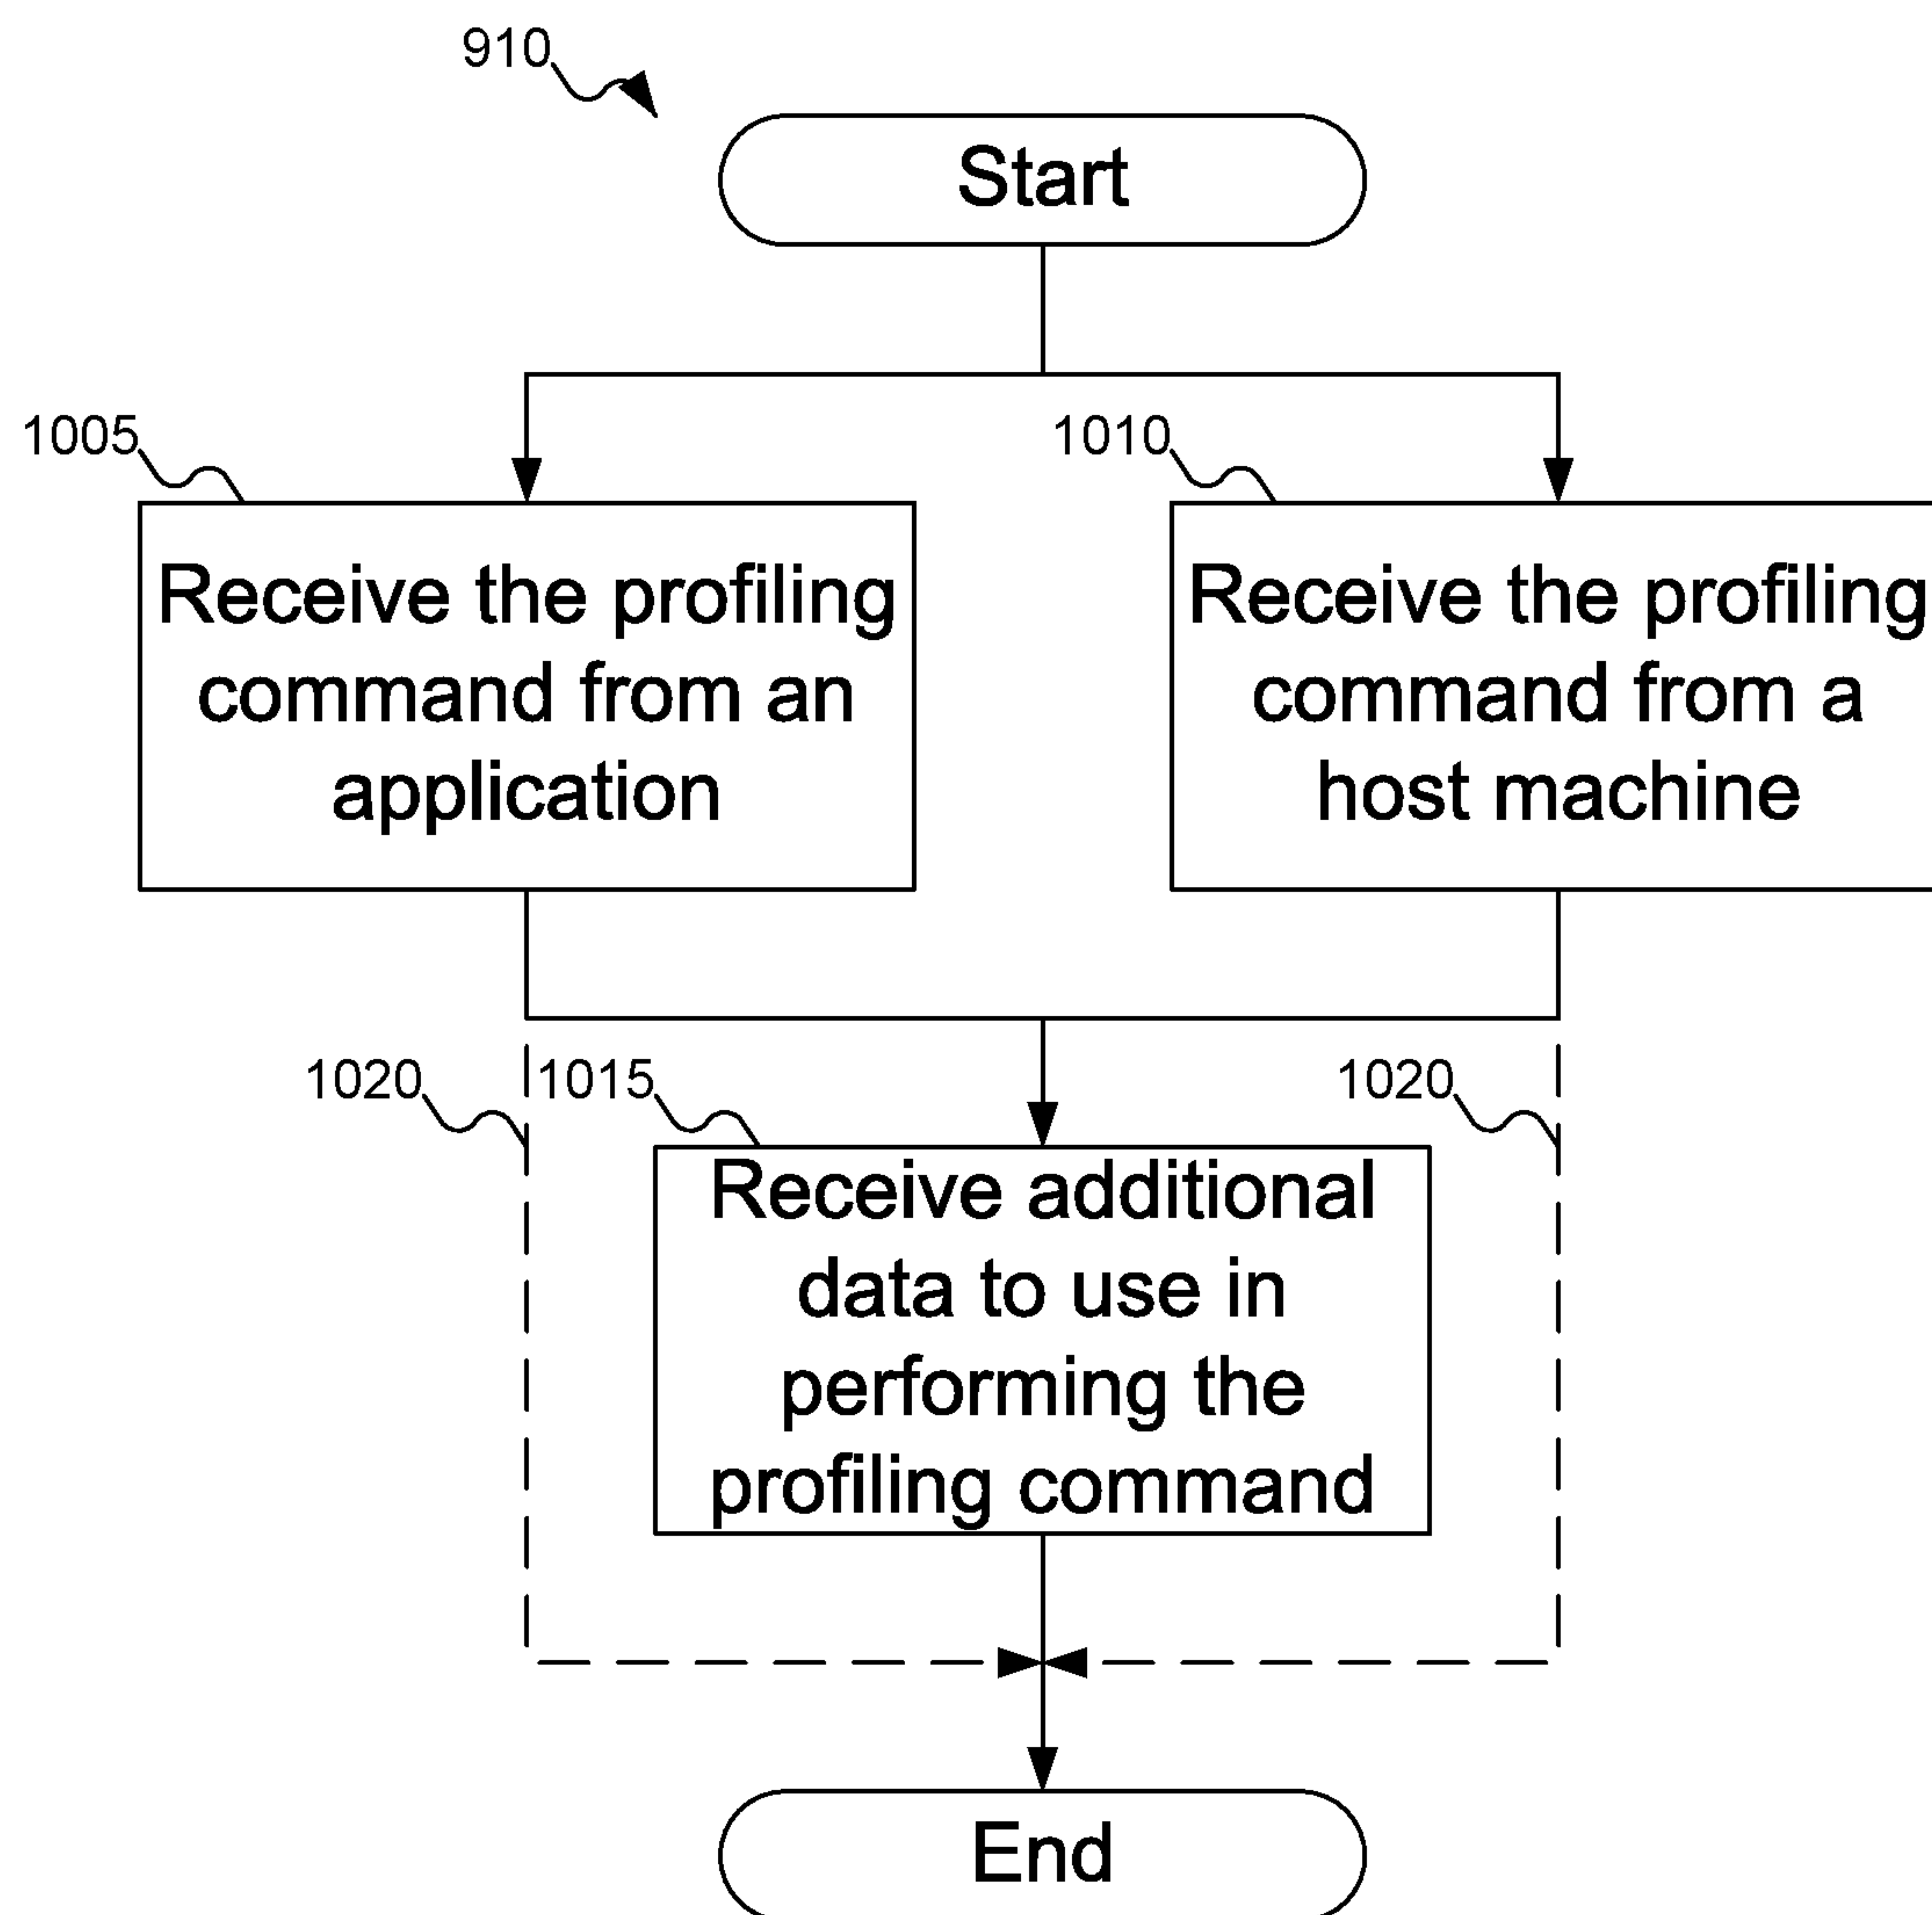 910
Start
1005
1010
Receive the profiling
command from an
application
Receive the profiling
command from a
host machine
1020
1015
1020
Receive additional
data to use in
performing the
profiling command
End